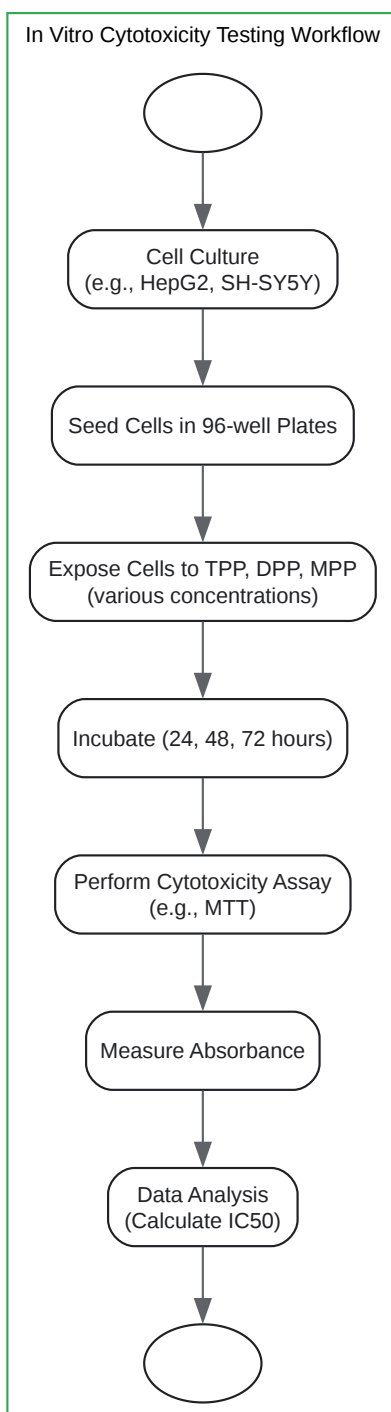 In Vitro Cytotoxicity Testing Workflow
Cell Culture
(e.g., HepG2, SH-SY5Y)
Seed Cells in 96-well Plates
Expose Cells to TPP, DPP, MPP
(various concentrations)
Incubate (24, 48, 72 hours)
Perform Cytotoxicity Assay
(e.g., MTT)
Measure Absorbance
Data Analysis
(Calculate IC50)